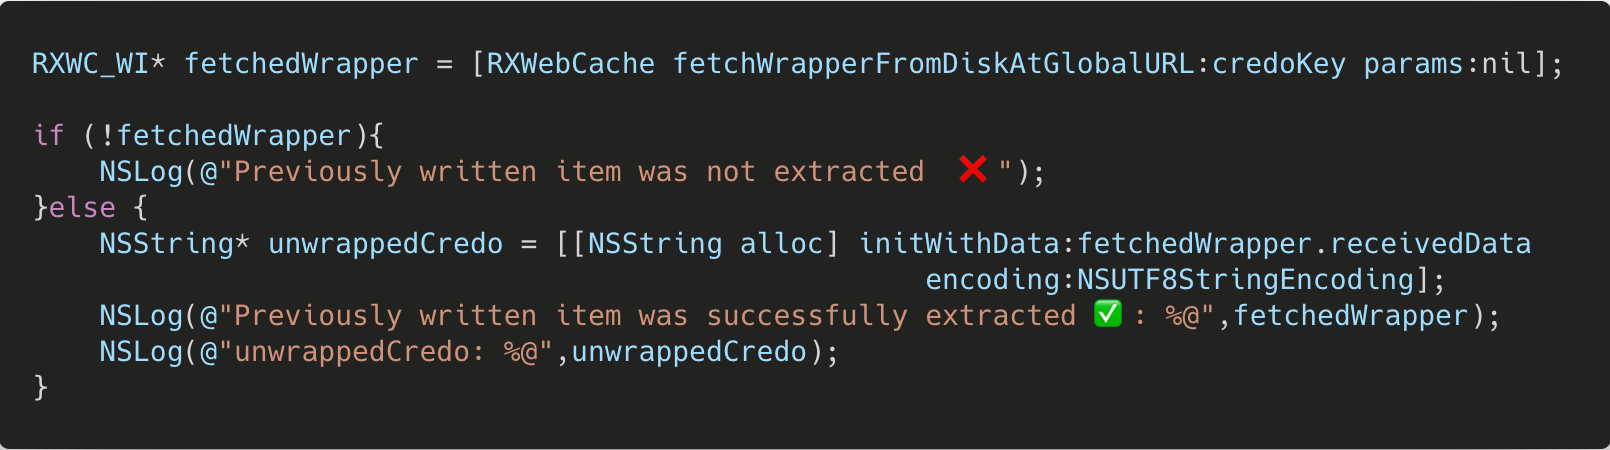 RXWC_WI* fetchedWrapper = [RXWebCache fetchWrapperFromDiskAtGlobalURL:credoKey params:nil];
if (!fetchedWrapper){
NSLog(@"Previously written item was not extracted ❌ ");
}else {
NSString* unwrappedCredo = [[NSString alloc] initWithData:fetchedWrapper.receivedData
encoding:NSUTF8StringEncoding];
NSLog(@"Previously written item was successfully extracted ✅ : %@",fetchedWrapper);
NSLog(@"unwrappedCredo: %@",unwrappedCredo);
}